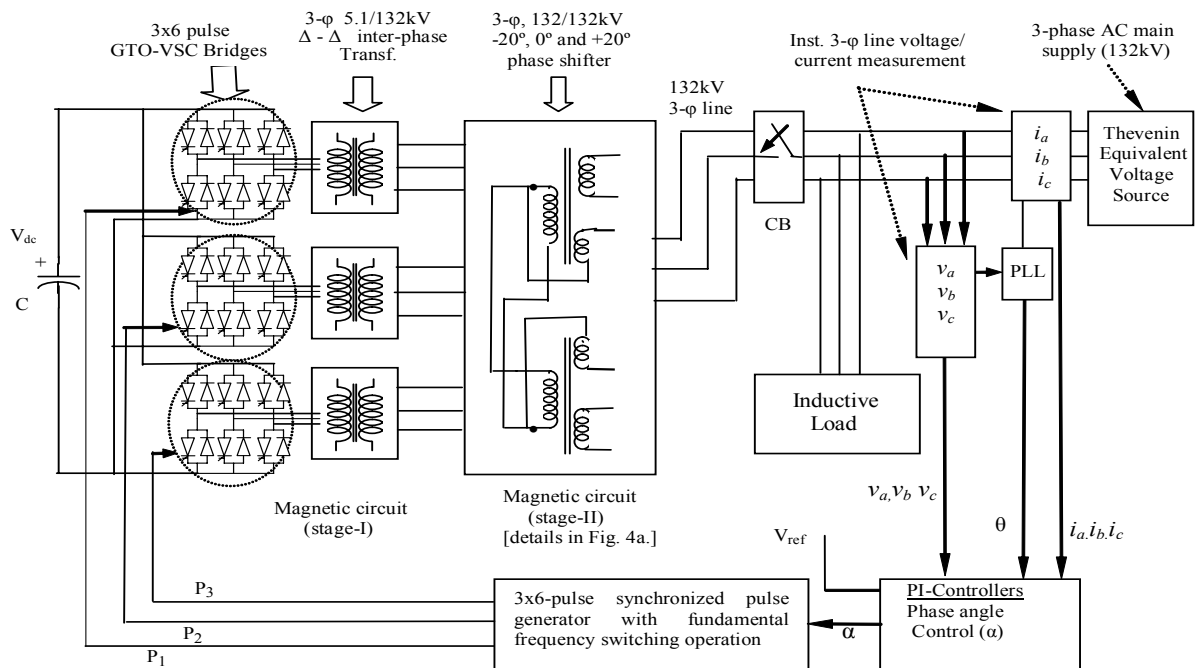 3x6 pulse
GTO-VSC Bridges
3-φ 5.1/132kV
Δ - Δ inter-phase
Transf.
3-φ, 132/132kV
-20º, 0º and +20º
phase shifter
132kV
3-φ line
Inst. 3-φ line voltage/
current measurement
3-phase AC main
supply (132kV)
i_a
i_b
i_c
Thevenin
Equivalent
Voltage
Source
CB
V_dc
+
C
v_a
v_b
v_c
PLL
Inductive
Load
Magnetic circuit
(stage-I)
Magnetic circuit
(stage-II)
[details in Fig. 4a.]
v_a,v_b v_c
θ
i_a.i_b.i_c
V_ref
P_3
P_2
P_1
3x6-pulse synchronized pulse
generator with fundamental
frequency switching operation
α
PI-Controllers
Phase angle
Control (α)